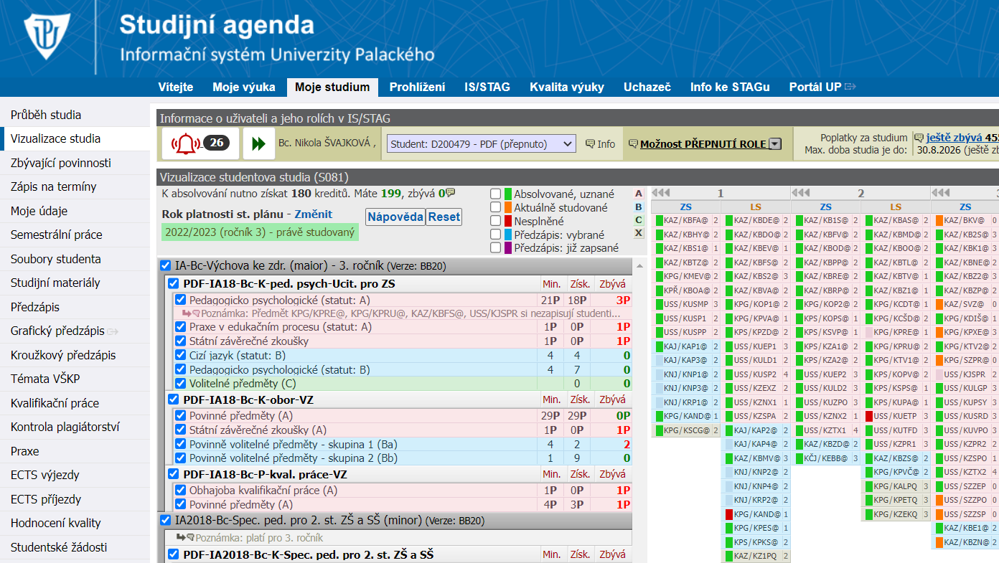 Studijní agenda
Informační systém Univerzity Palackého
Vítejte Moje výuka Moje studium Prohlížení IS/STAG Kvalita výuky Uchazeč Info ke STAGu Portál UP
Průběh studia
Vizualizace studia
Zbývající povinnosti
Zápis na termíny
Moje údaje
Semestrální práce
Soubory studenta
Studijní materiály
Předzápis
Grafický předzápis
Kroužkový předzápis
Témata VŠKP
Kvalifikační práce
Kontrola plagiátorství
Praxe
ECTS výjezdy
ECTS příjezdy
Hodnocení kvality
Studentské žádosti
Informace o uživateli a jeho rolích v IS/STAG
26 Bc. Nikola ŠVAJKOVÁ , Student: D200479 - PDF (přepnuto) Info Možnost PŘEPNUTÍ ROLE
Poplatky za studium ještě zbývá 455
Max. doba studia je do: 30.8.2026 (ještě zb
Vizualizace studentova studia (S081)
K absolvování nutno získat 180 kreditů. Máte 199, zbývá 0
Rok platnosti st. plánu - Změnit
2022/2023 (ročník 3) - právě studovaný
Nápověda Reset
Absolvované, uznané A
Aktuálně studované B
Nesplněné C
Předzápis: vybrané X
Předzápis: již zapsané
IA-Bc-Výchova ke zdr. (maior) - 3. ročník (Verze: BB20)
PDF-IA18-Bc-K-ped. psych-Ucit. pro ZS Min. Získ. Zbývá
Pedagogicko psychologické (statut: A) 21P 18P 3P
Poznámka: Předmět KPG/KPRE@, KPG/KPRU@, KAZ/KBFS@, USS/KJSPR si nezapisují studenti...
Praxe v edukačním procesu (statut: A) 1P 0P 1P
Státní závěrečné zkoušky 1P 0P 1P
Cizí jazyk (statut: B) 4 4 0
Pedagogicko psychologické (statut: B) 4 7 0
Volitelné předměty (C) 0 0
PDF-IA18-Bc-K-obor-VZ Min. Získ. Zbývá
Povinné předměty (A) 29P 29P 0P
Státní závěrečné zkoušky (A) 1P 0P 1P
Povinně volitelné předměty - skupina 1 (Ba) 4 2 2
Povinně volitelné předměty - skupina 2 (Bb) 1 9 0
PDF-IA18-Bc-P-kval. práce-VZ Min. Získ. Zbývá
Obhajoba kvalifikační práce (A) 1P 0P 1P
Povinné předměty (A) 4P 3P 1P
IA2018-Bc-Spec. ped. pro 2. st. ZŠ a SŠ (minor) (Verze: BB20)
Poznámka: platí pro 3. ročník
PDF-IA2018-Bc-K-Spec. ped. pro 2. st. ZŠ a SŠ Min. Získ. Zbývá
1 2 3
ZS LS ZS LS ZS
KAZ/KBFA@ 2 KAZ/KBDE@ 2 KAZ/KB1S@ 2 KAZ/KBAS@ 2 KAZ/BKV@ 0
KAZ/KBHY@ 2 KAZ/KBDO@ 2 KAZ/KBFV@ 2 KAZ/KBMD@ 2 KAZ/KB2S@ 3
KAZ/KBS1@ 1 KAZ/KBEV@ 1 KAZ/KBOD@ 2 KAZ/KBOO@ 2 KAZ/KBK1@ 3
KAZ/KBTZ@ 2 KAZ/KBFS@ 2 KAZ/KBPP@ 2 KAZ/KBTL@ 2 KAZ/KBNE@ 2
KPG/KMEV@ 2 KAZ/KBS2@ 3 KAZ/KBRE@ 2 KAZ/KBTV@ 1 KAZ/KBZ2@ 3
KPŘ/KBOA@ 2 KAZ/KBVA@ 2 KAZ/KBRP@ 2 KAZ/KBZ1@ 1 KAZ/KBZP@ 2
USS/KUSMP 3 KPG/KOP1@ 2 KPG/KOP2@ 2 KPG/KCDT@ 1 KAZ/SVZ@ 0
USS/KUSP1 2 KPG/KPVA@ 1 KPS/KOPS@ 1 KPG/KCŠD@ 2 KPG/KDIŠ@ 1
USS/KUSPP 2 KPS/KPZD@ 2 KPS/KSVP@ 1 KPG/KPRE@ 1 KPG/KPXE@ 3
KAJ/KAP1@ 2 USS/KUEP1 3 KPS/KZA1@ 2 KPG/KPRU@ 2 KPG/KTV2@ 2
KAJ/KAP3@ 2 USS/KULD1 2 KPS/KZA2@ 2 KPG/KTV1@ 2 KPG/SZPR@ 0
KNJ/KNP1@ 2 USS/KUSP2 4 USS/KUEP2 3 KPS/KOPV@ 2 USS/KJSPR 2
KNJ/KNP3@ 2 USS/KZEXZ 2 USS/KULD2 3 KPS/KSPS@ 1 USS/KULGP 3
KNJ/KRP1@ 2 USS/KZNX1 1 USS/KUZPO 3 KPS/KUPA@ 1 USS/KUPSY 3
KPG/KAND@ 1 USS/KZSPA 2 USS/KZNX2 1 USS/KUETP 3 USS/KUSRD 3
KPG/KSCG@ 2 KAJ/KAP2@ 2 USS/KZTX1 4 USS/KUTFD 3 USS/KUVPO 3
KAJ/KAP4@ 2 KAZ/KBZD@ 2 USS/KZPR1 3 USS/KZPR2 2
KAZ/KBMV@ 3 KČJ/KEBB@ 3 KAZ/KBZS@ 2 USS/KZSPO 1
KNJ/KNP2@ 2 KPG/KPVČ@ 2 USS/KZTX2 4
KNJ/KNP4@ 2 KPG/KALPQ 3 USS/SZZEP 0
KNJ/KRP2@ 2 KPG/KPETQ 3 USS/SZZPO 0
KPG/KAND@ 1 KPG/KZEKQ 3 USS/SZZSP 0
KPG/KPES@ 1 KAZ/KBE1@ 2
KPS/KPKS@ 2 KAZ/KBZN@ 2
KAZ/KZ1PQ 2